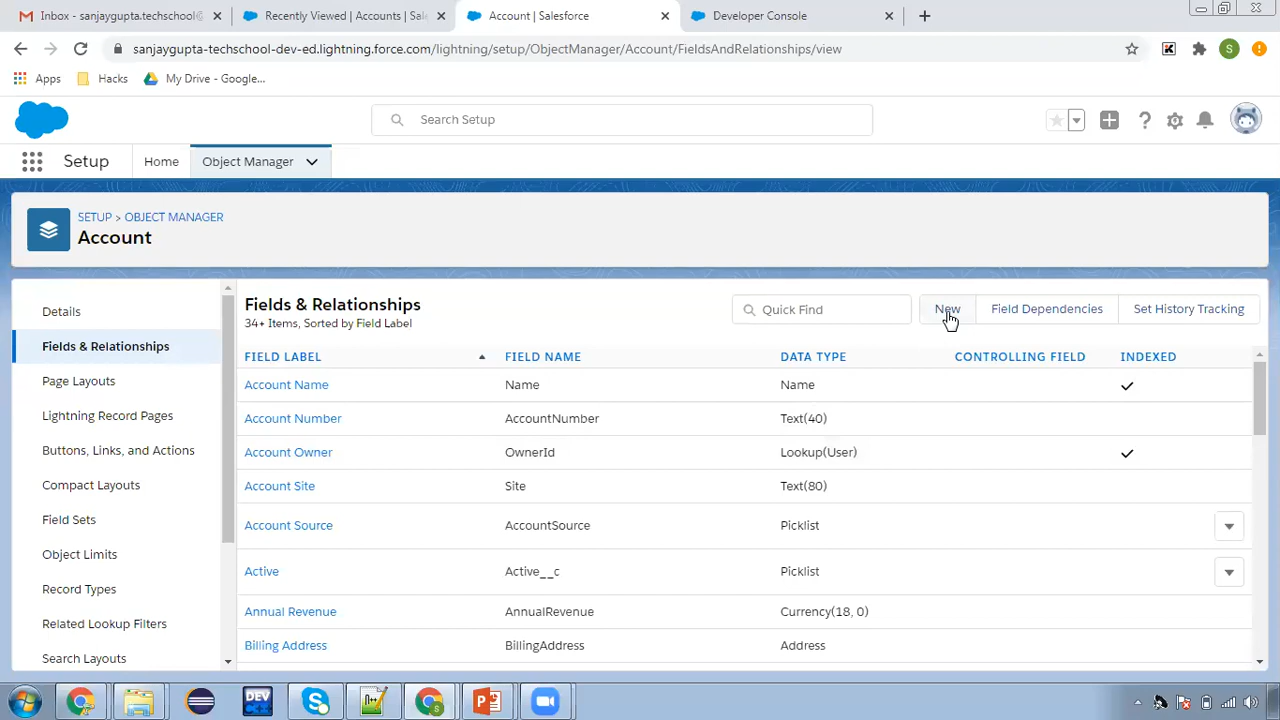 Inbox - sanjaygupta.techschool@
Recently Viewed | Accounts | Sal
Account | Salesforce
Developer Console
sanjaygupta-techschool-dev-ed.lightning.force.com/lightning/setup/ObjectManager/Account/FieldsAndRelationships/view
S
Apps
Hacks
My Drive - Google...
Search Setup
Setup
Home
Object Manager
SETUP > OBJECT MANAGER
Account
Details
Fields & Relationships
Page Layouts
Lightning Record Pages
Buttons, Links, and Actions
Compact Layouts
Field Sets
Object Limits
Record Types
Related Lookup Filters
Search Layouts
Fields & Relationships
34+ Items, Sorted by Field Label
Quick Find
New
Field Dependencies
Set History Tracking
FIELD LABEL FIELD NAME DATA TYPE CONTROLLING FIELD INDEXED
Account Name Name Name
Account Number AccountNumber Text(40)
Account Owner OwnerId Lookup(User)
Account Site Site Text(80)
Account Source AccountSource Picklist
Active Active__c Picklist
Annual Revenue AnnualRevenue Currency(18, 0)
Billing Address BillingAddress Address
DEV